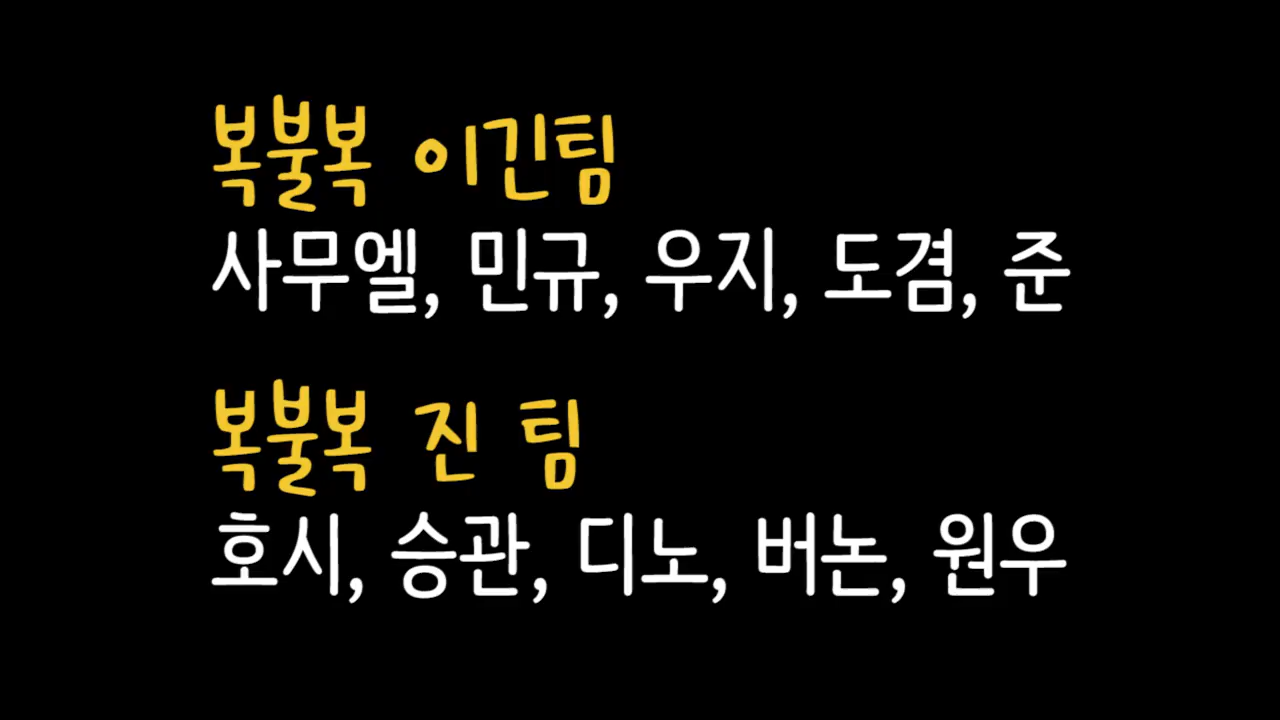 복불복 이긴팀
사무엘, 민규, 우지, 도겸, 준
복불복 진 팀
호시, 승관, 디노, 버논, 원우